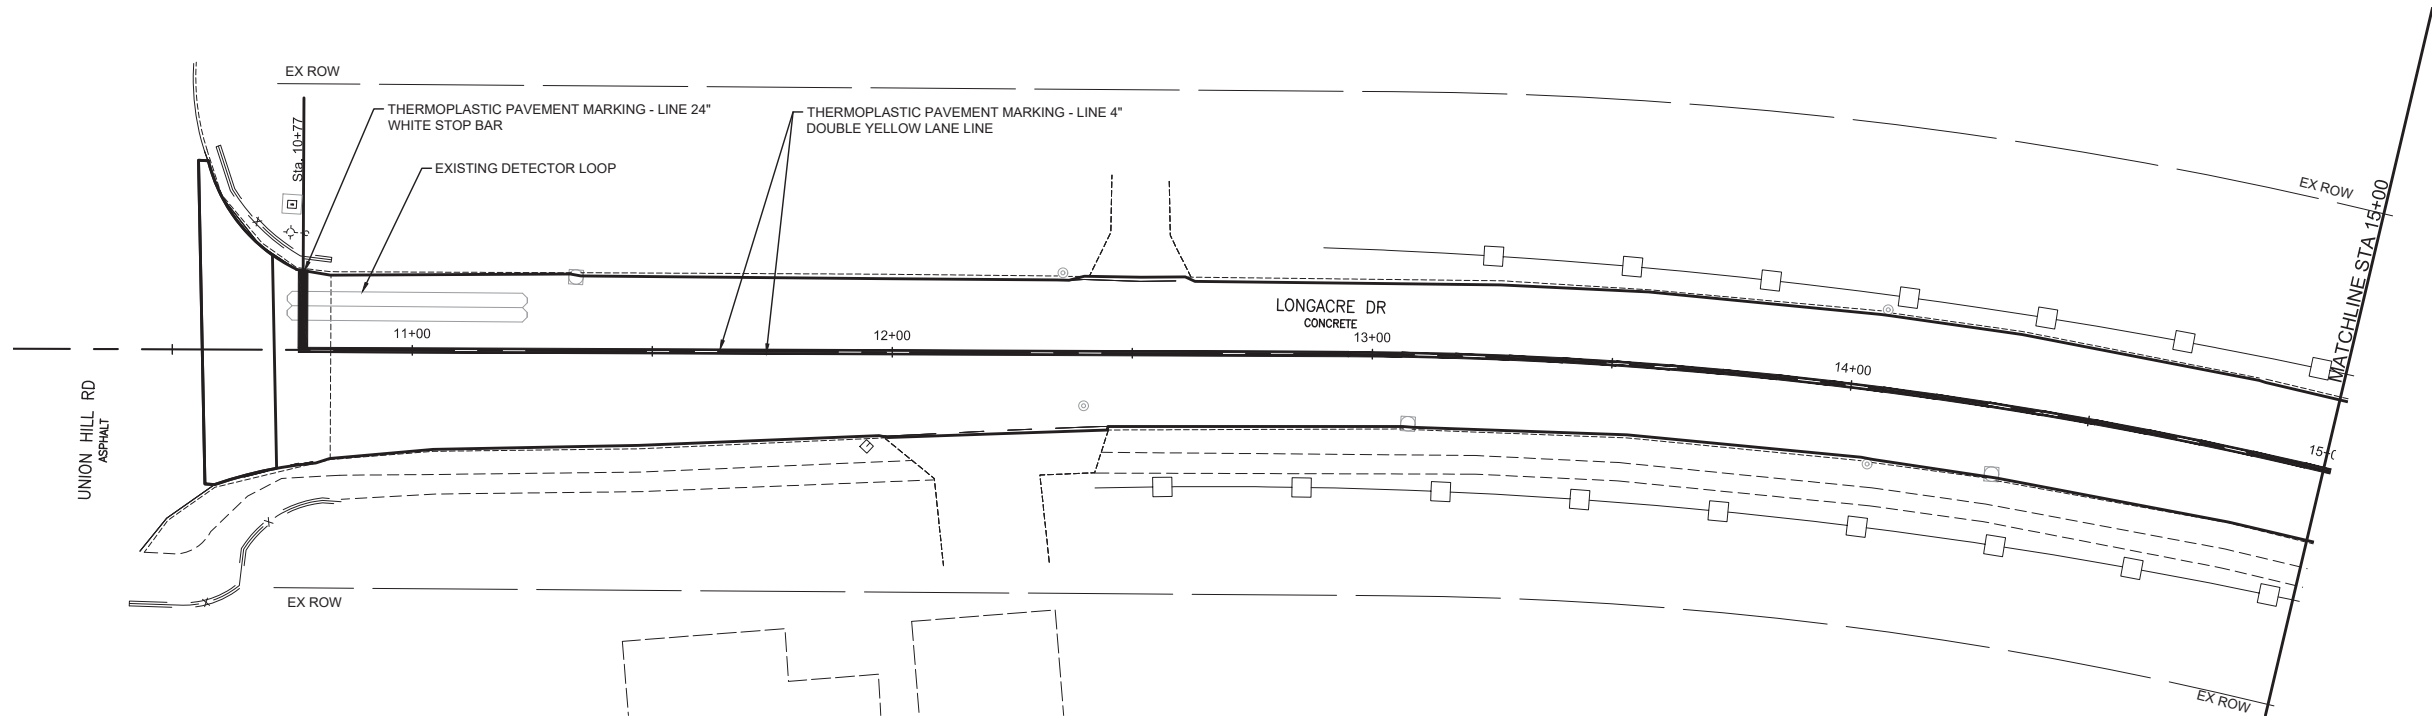 EX ROW
THERMOPLASTIC PAVEMENT MARKING - LINE 24"
WHITE STOP BAR
THERMOPLASTIC PAVEMENT MARKING - LINE 4"
DOUBLE YELLOW LANE LINE
Sta. 10+77
EXISTING DETECTOR LOOP
EX ROW
MATCHLINE STA 15+00
LONGACRE DR
CONCRETE
11+00
12+00
13+00
14+00
15+0
UNION HILL RD
ASPHALT
EX ROW
EX ROW